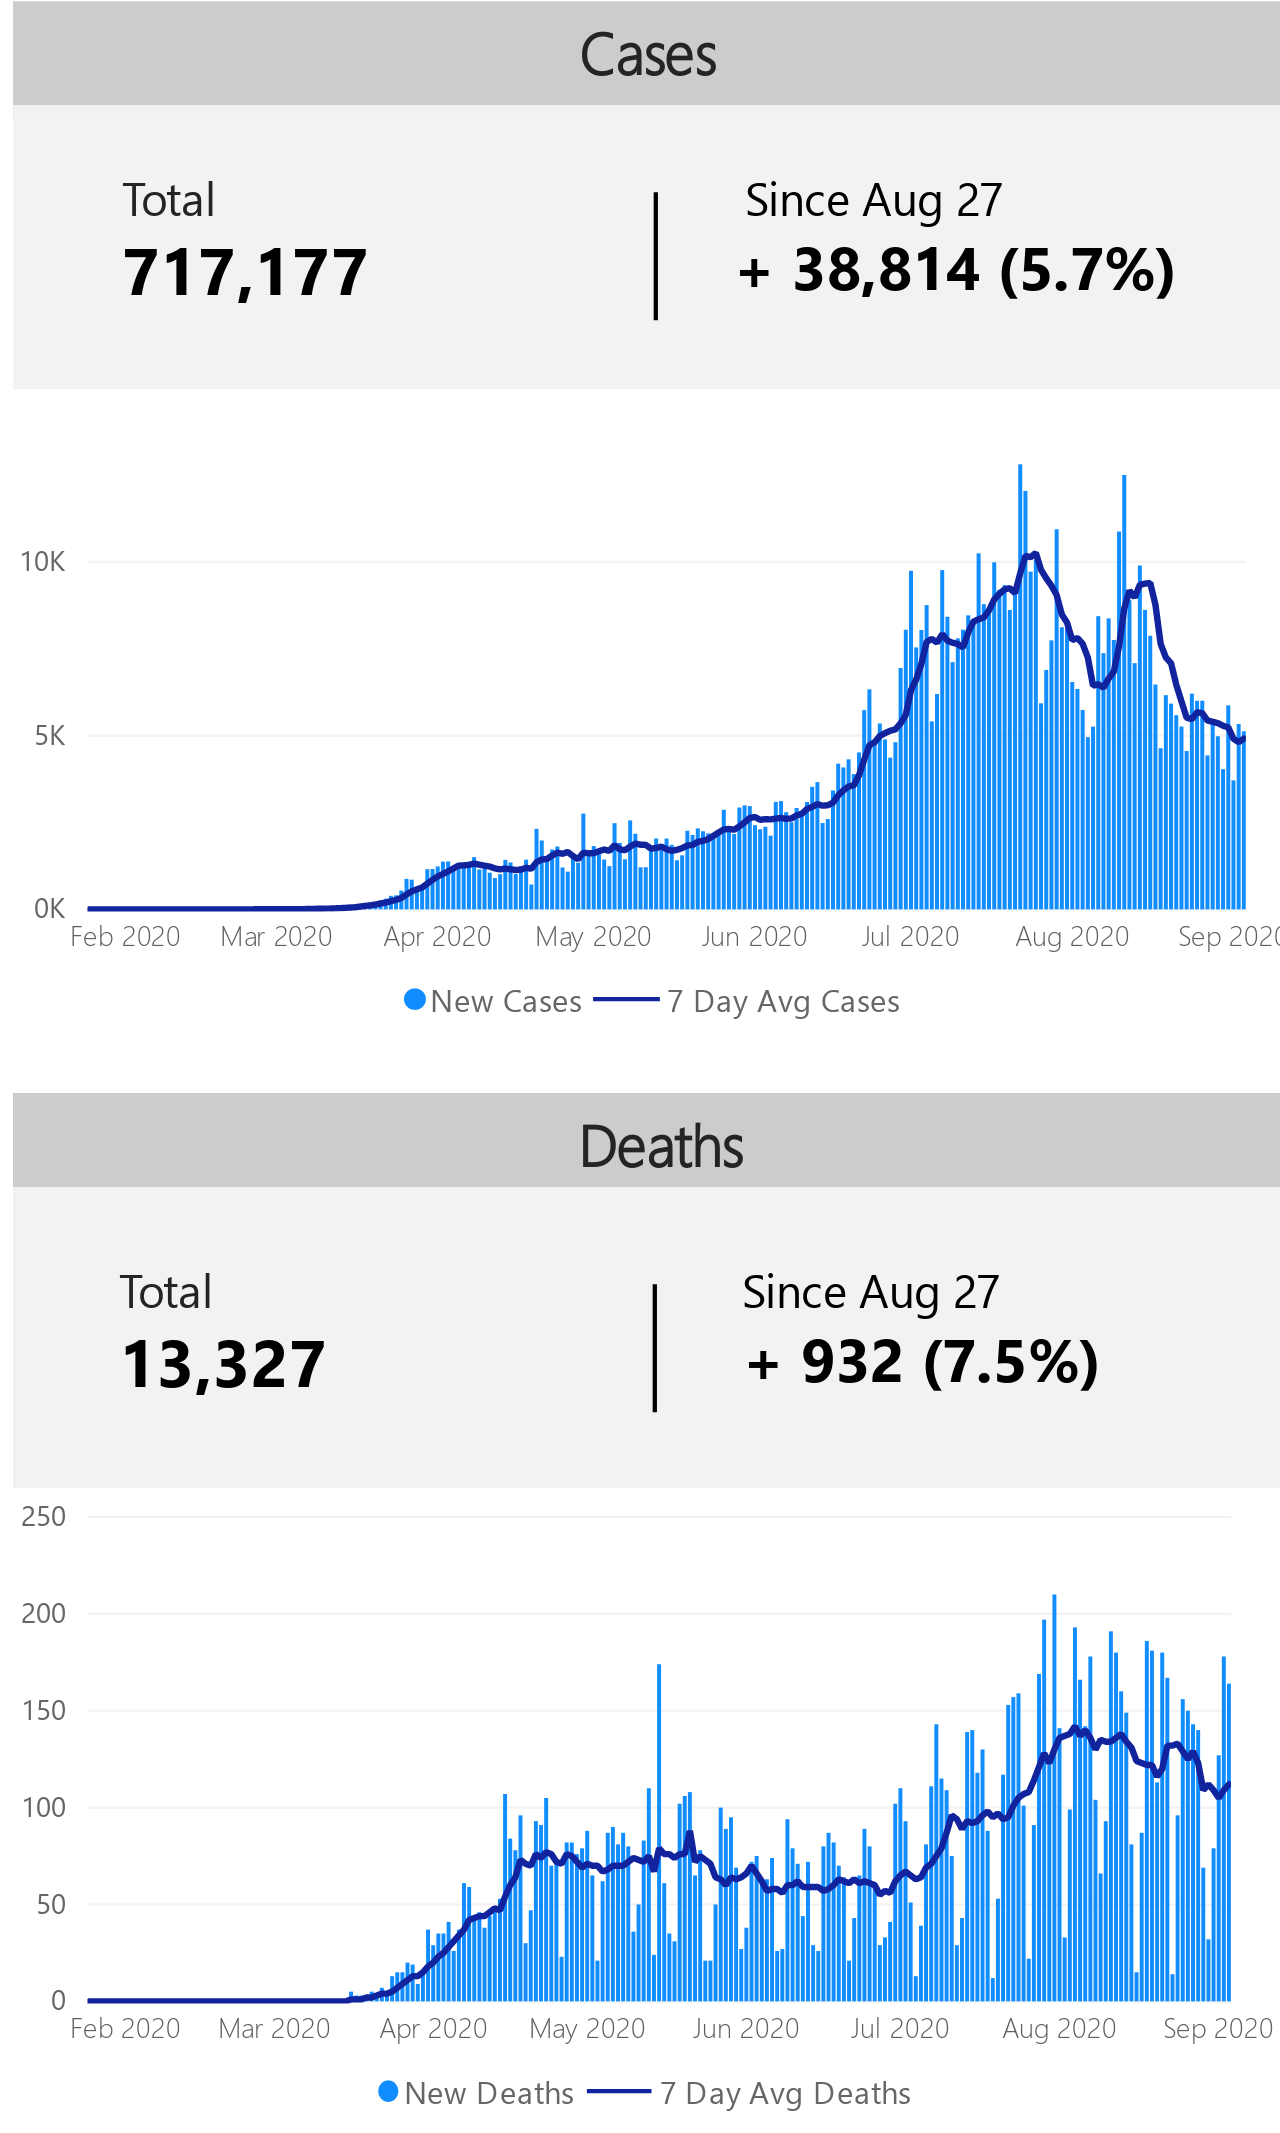 Cases
Total
717,177
Since Aug 27
+ 38,814 (5.7%)
10K
5K
0K
Feb 2020 Mar 2020 Apr 2020 May 2020 Jun 2020 Jul 2020 Aug 2020 Sep 2020
New Cases 7 Day Avg Cases
Deaths
Total
13,327
Since Aug 27
+ 932 (7.5%)
250
200
150
100
50
0
Feb 2020 Mar 2020 Apr 2020 May 2020 Jun 2020 Jul 2020 Aug 2020 Sep 2020
New Deaths 7 Day Avg Deaths